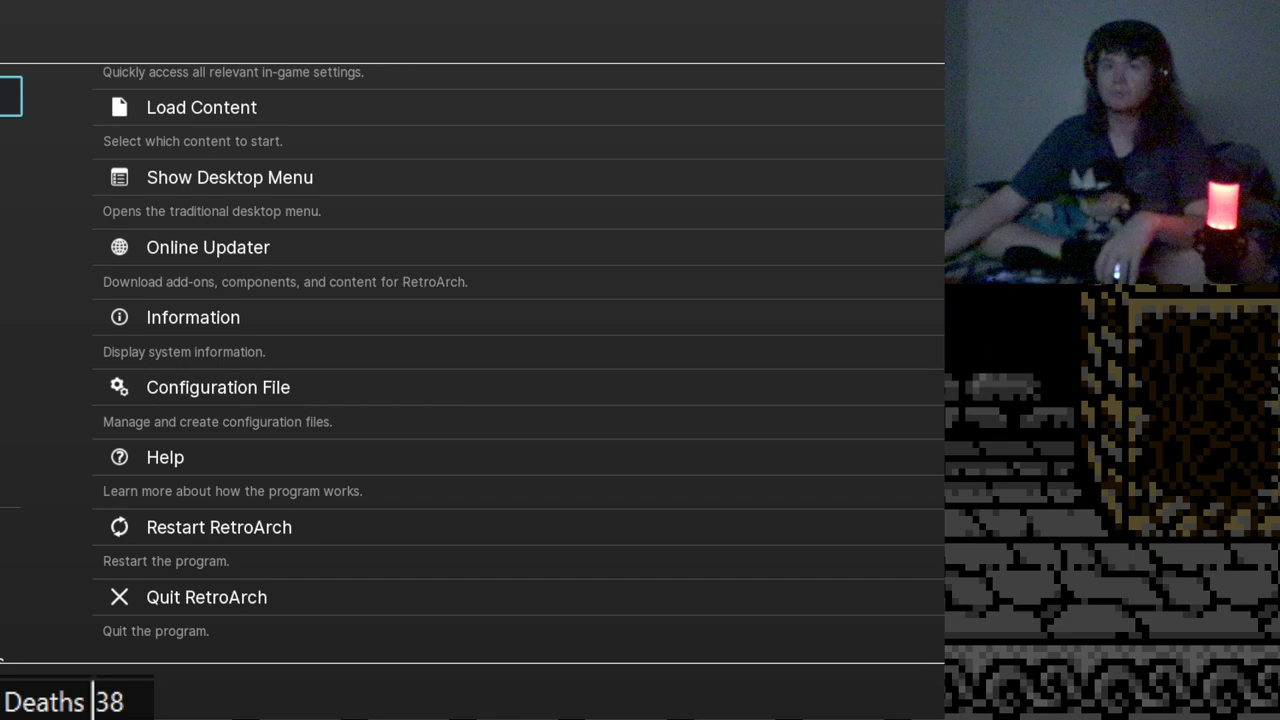 Quickly access all relevant in-game settings.
Load Content
Select which content to start.
Show Desktop Menu
Opens the traditional desktop menu.
Online Updater
Download add-ons, components, and content for RetroArch.
Information
Display system information.
Configuration File
Manage and create configuration files.
Help
Learn more about how the program works.
Restart RetroArch
Restart the program.
Quit RetroArch
Quit the program.
Deaths 38